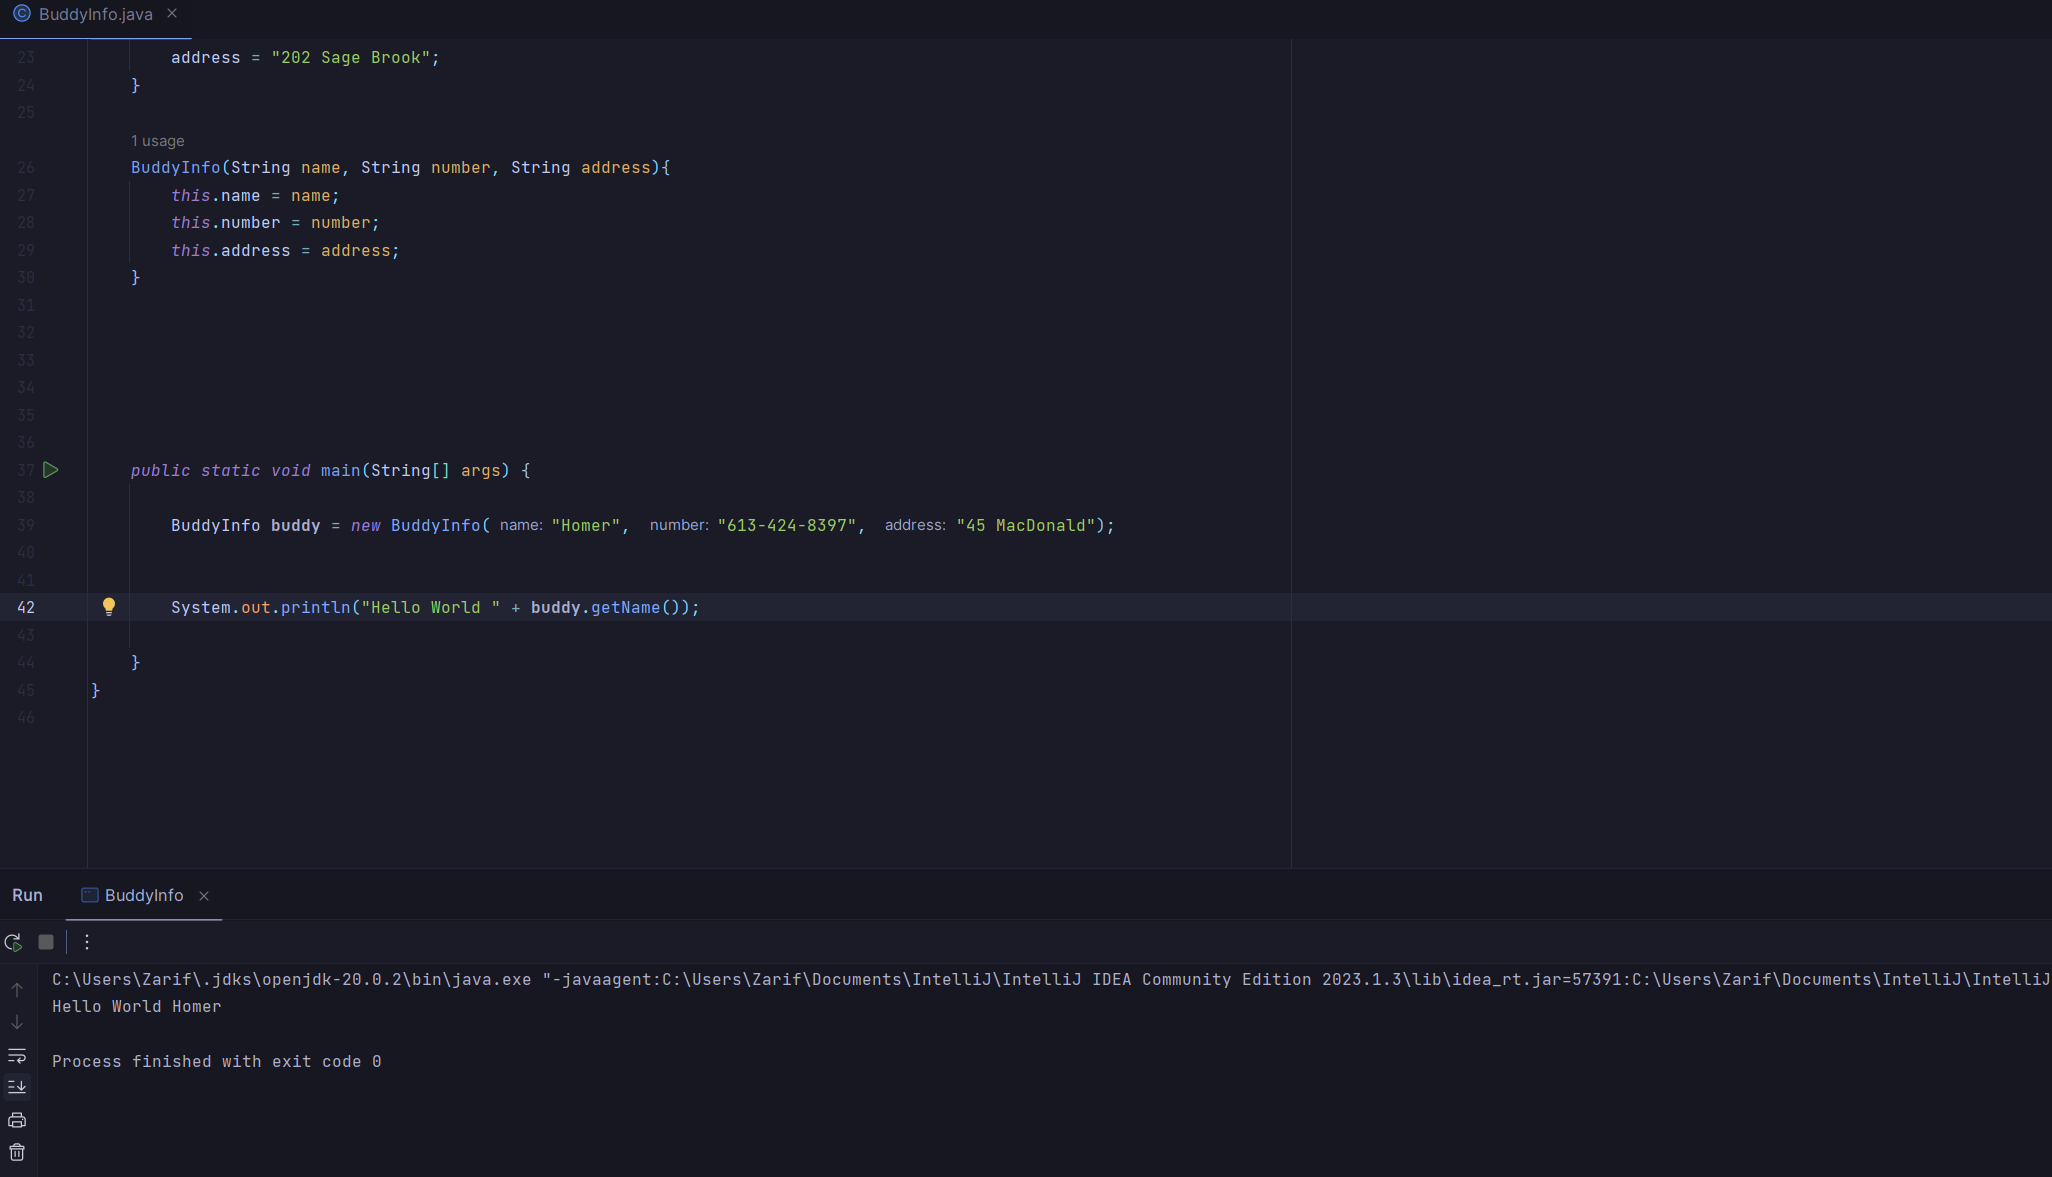 BuddyInfo.java
23 address = "202 Sage Brook";
24 }
25
1 usage
26 BuddyInfo(String name, String number, String address){
27 this.name = name;
28 this.number = number;
29 this.address = address;
30 }
31
32
33
34
35
36
37 public static void main(String[] args) {
38
39 BuddyInfo buddy = new BuddyInfo( name: "Homer", number: "613-424-8397", address: "45 MacDonald");
40
41
42 System.out.println("Hello World " + buddy.getName());
43
44 }
45 }
46
Run BuddyInfo
C:\Users\Zarif\.jdks\openjdk-20.0.2\bin\java.exe "-javaagent:C:\Users\Zarif\Documents\IntelliJ\IntelliJ IDEA Community Edition 2023.1.3\lib\idea_rt.jar=57391:C:\Users\Zarif\Documents\IntelliJ\IntelliJ
Hello World Homer
Process finished with exit code 0